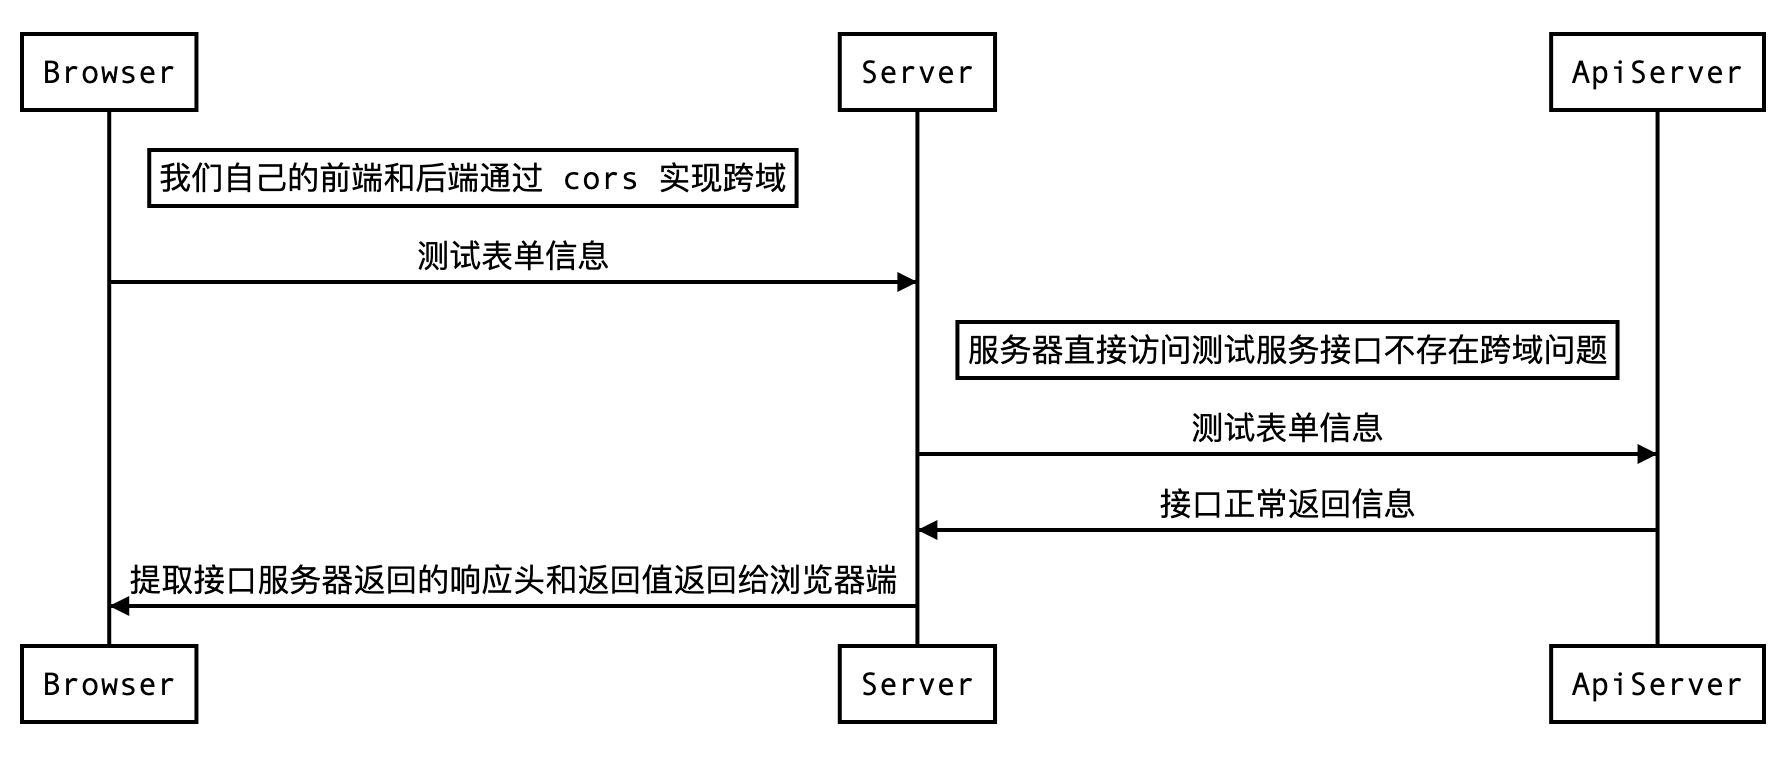 Browser
Server
ApiServer
我们自己的前端和后端通过 cors 实现跨域
测试表单信息
服务器直接访问测试服务接口不存在跨域问题
测试表单信息
接口正常返回信息
提取接口服务器返回的响应头和返回值返回给浏览器端
Browser
Server
ApiServer